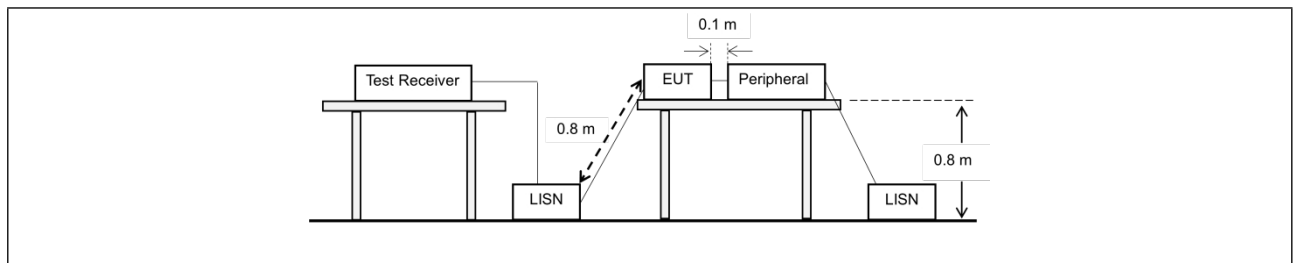 0.1 m
Test Receiver
EUT
Peripheral
0.8 m
0.8 m
LISN
LISN